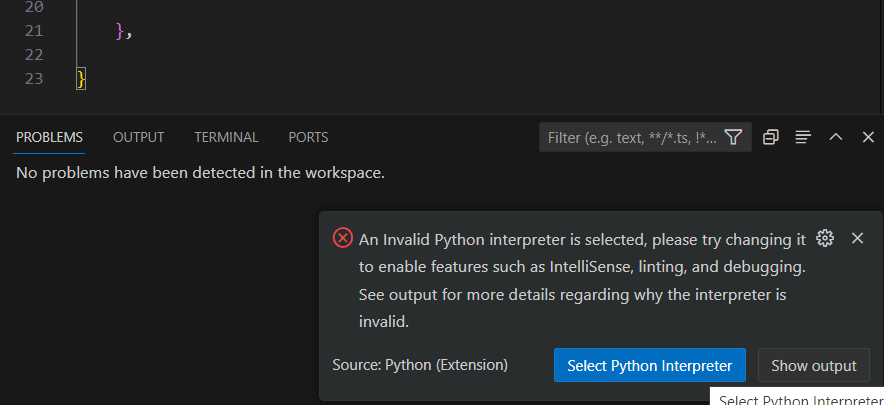 20
21 },
22
23 }
PROBLEMS OUTPUT TERMINAL PORTS Filter (e.g. text, **/*.ts, !*...
No problems have been detected in the workspace.
An Invalid Python interpreter is selected, please try changing it
to enable features such as IntelliSense, linting, and debugging.
See output for more details regarding why the interpreter is
invalid.
Source: Python (Extension) Select Python Interpreter Show output
Select Python Interpreter